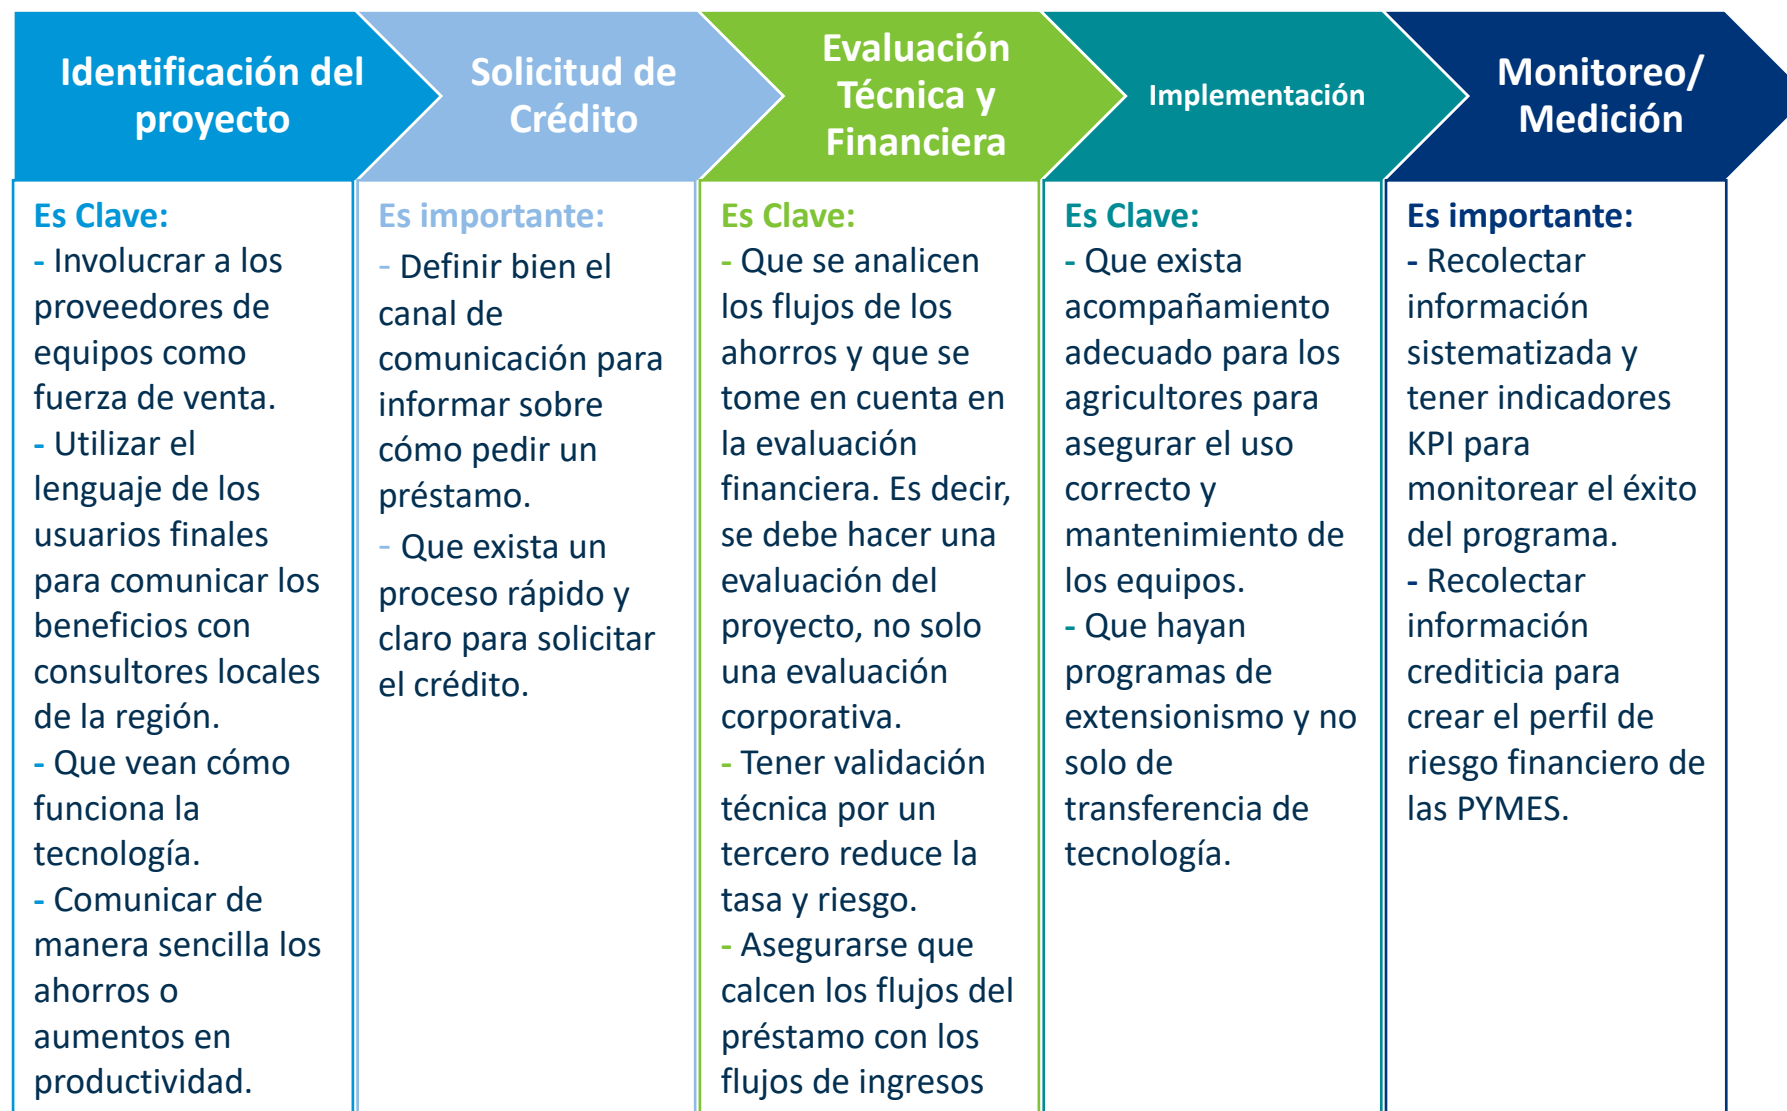 Identificación del
proyecto
Solicitud de
Crédito
Evaluación
Técnica y
Financiera
Implementación
Monitoreo/
Medición
Es Clave:
- Involucrar a los
proveedores de
equipos como
fuerza de venta.
- Utilizar el
lenguaje de los
usuarios finales
para comunicar los
beneficios con
consultores locales
de la región.
- Que vean cómo
funciona la
tecnología.
- Comunicar de
manera sencilla los
ahorros o
aumentos en
productividad.
Es importante:
- Definir bien el
canal de
comunicación para
informar sobre
cómo pedir un
préstamo.
- Que exista un
proceso rápido y
claro para solicitar
el crédito.
Es Clave:
- Que se analicen
los flujos de los
ahorros y que se
tome en cuenta en
la evaluación
financiera. Es decir,
se debe hacer una
evaluación del
proyecto, no solo
una evaluación
corporativa.
- Tener validación
técnica por un
tercero reduce la
tasa y riesgo.
- Asegurarse que
calcen los flujos del
préstamo con los
flujos de ingresos
Es Clave:
- Que exista
acompañamiento
adecuado para los
agricultores para
asegurar el uso
correcto y
mantenimiento de
los equipos.
- Que hayan
programas de
extensionismo y no
solo de
transferencia de
tecnología.
Es importante:
- Recolectar
información
sistematizada y
tener indicadores
KPI para
monitorear el éxito
del programa.
- Recolectar
información
crediticia para
crear el perfil de
riesgo financiero de
las PYMES.